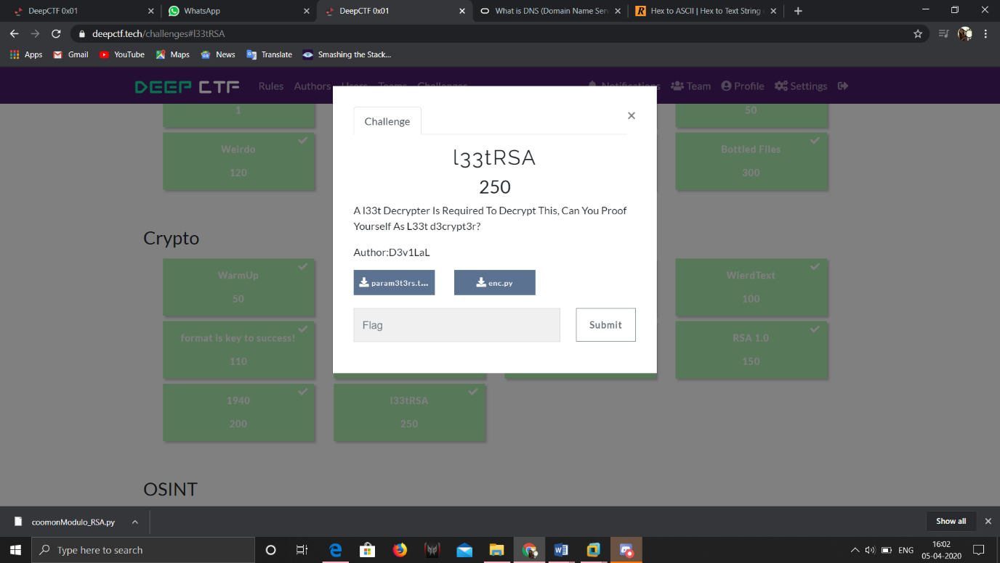 DeepCTF 0x01
WhatsApp
DeepCTF 0x01
What is DNS (Domain Name Serv
Hex to ASCII | Hex to Text String
deepctf.tech/challenges#l33tRSA
Apps Gmail YouTube Maps News Translate Smashing the Stack...
DEEP CTF Rules Authors Users Teams Challenges Notifications Team Profile Settings
1
50
Weirdo
120
Bottled Files
300
Challenge
×
l33tRSA
250
A l33t Decrypter Is Required To Decrypt This, Can You Proof
Yourself As L33t d3crypt3r?
Author:D3v1LaL
param3t3rs.t...
enc.py
Flag
Submit
Crypto
WarmUp
50
WierdText
100
format is key to success!
110
RSA 1.0
150
1940
200
l33tRSA
250
OSINT
coomonModulo_RSA.py
Show all
Type here to search
ENG
16:02
05-04-2020